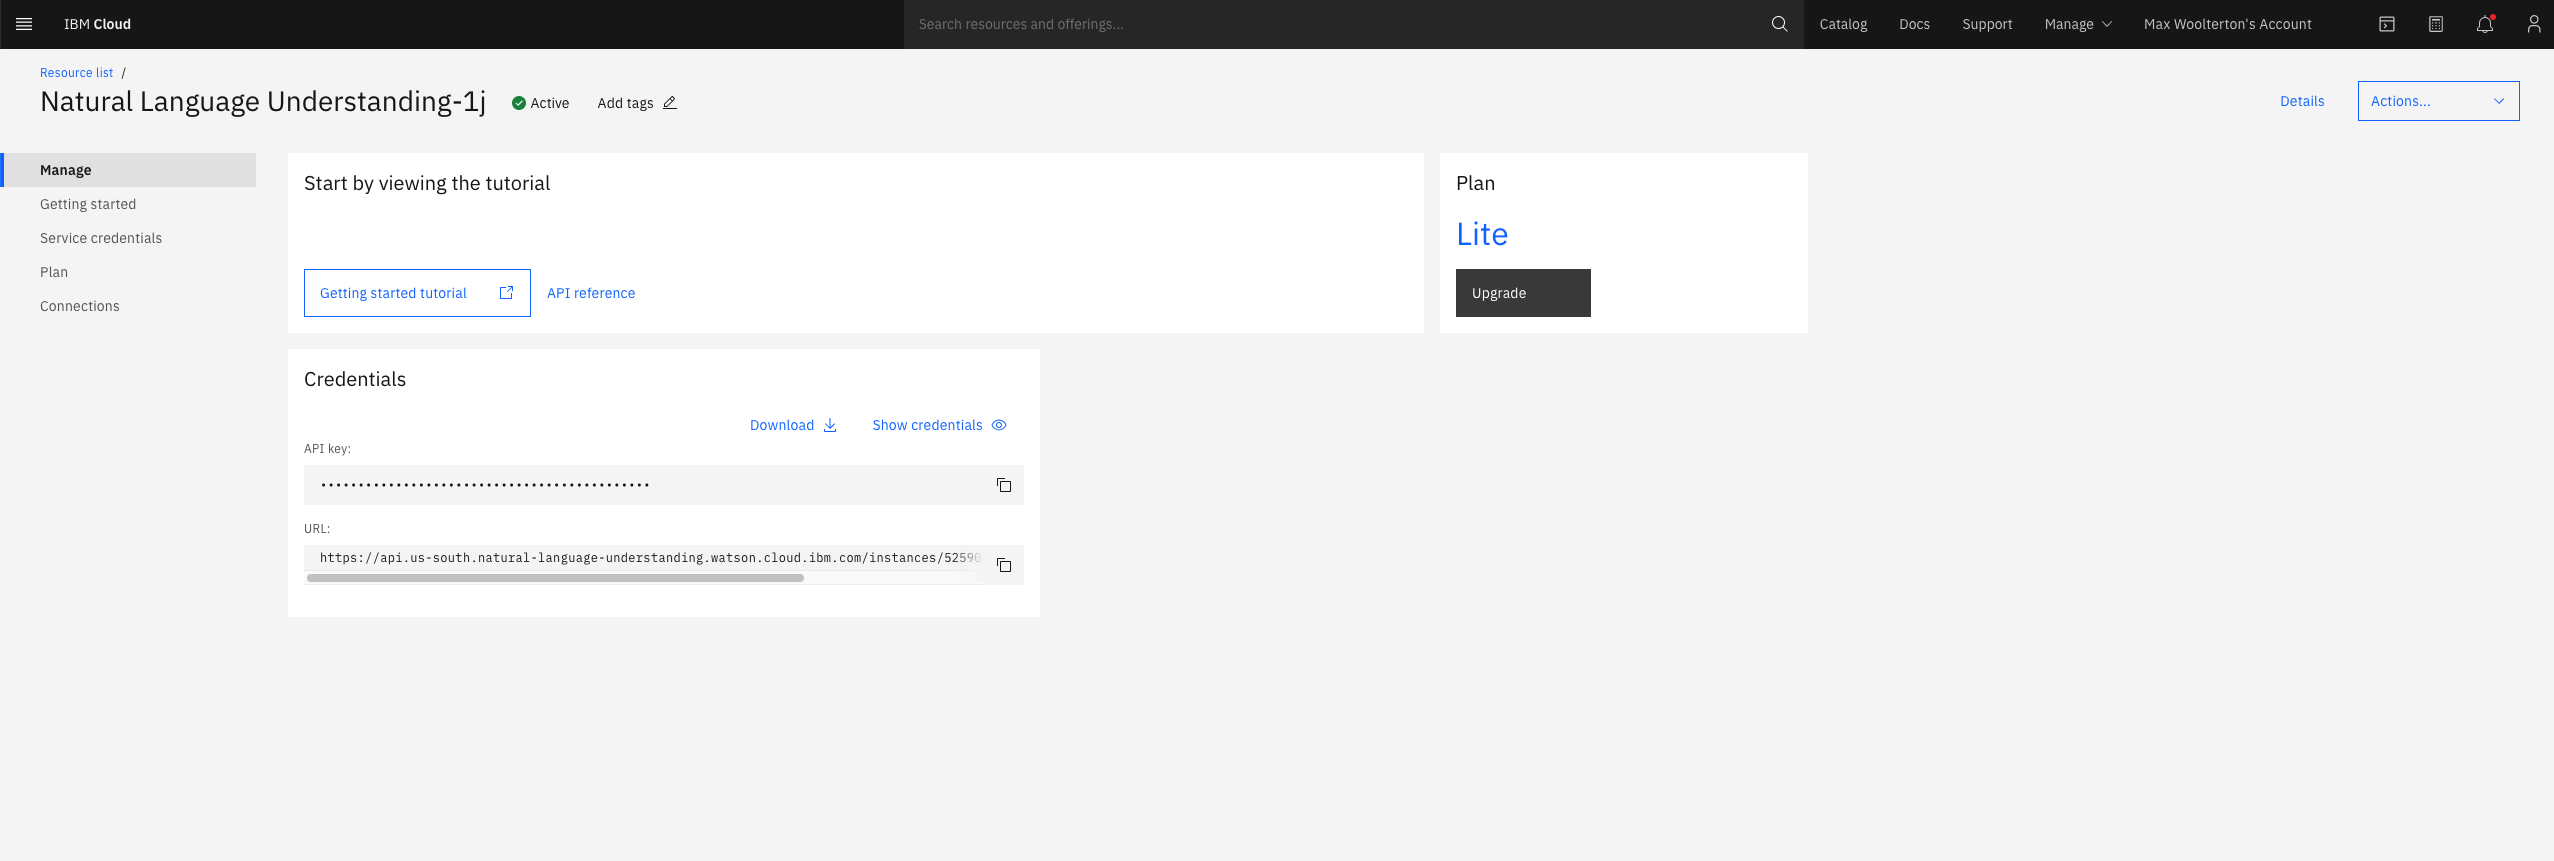 IBM Cloud
Search resources and offerings...
Catalog
Docs
Support
Manage
Max Woolterton's Account
Resource list /
Natural Language Understanding-1j
Active
Add tags
Details
Actions...
Manage
Getting started
Service credentials
Plan
Connections
Start by viewing the tutorial
Getting started tutorial
API reference
Plan
Lite
Upgrade
Credentials
Download
Show credentials
API key:
••••••••••••••••••••••••••••••••••••••••••••
URL:
https://api.us-south.natural-language-understanding.watson.cloud.ibm.com/instances/52590